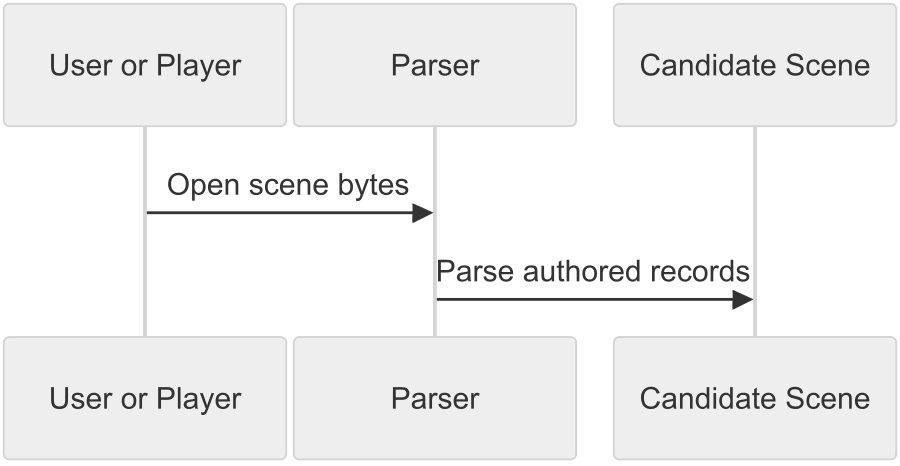 User or Player
Parser
Candidate Scene
Open scene bytes
Parse authored records
User or Player
Parser
Candidate Scene